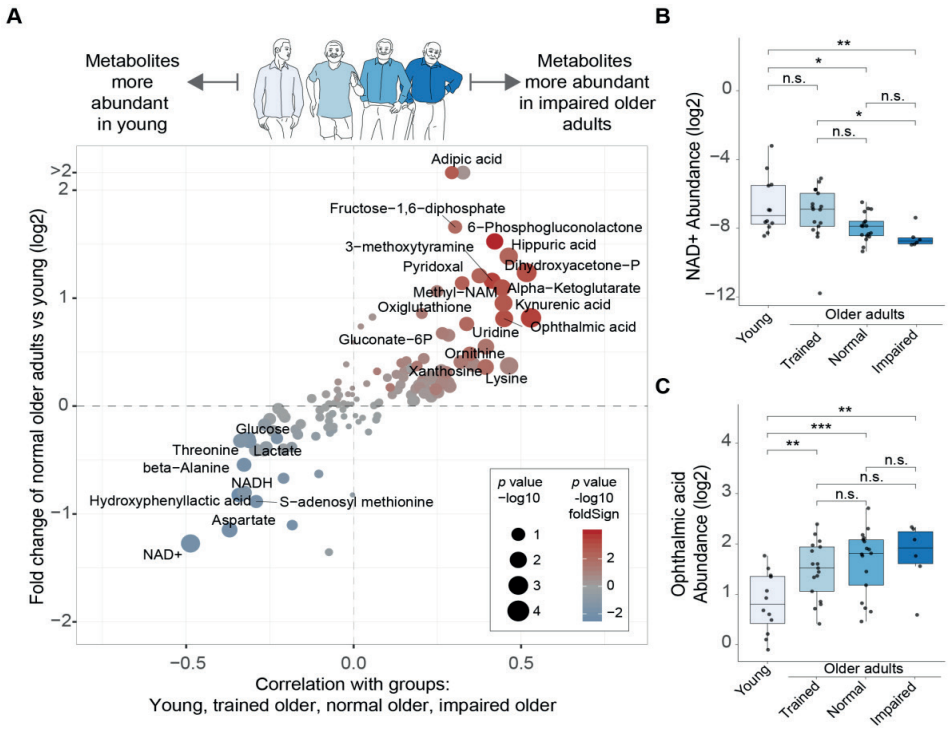 A
Metabolites
more
abundant
in young
Metabolites
more abundant
in impaired older
adults
Fold change of normal older adults vs young (log2)
>2
2
1
0
−1
−2
Adipic acid
Fructose−1,6−diphosphate
6−Phosphogluconolactone
3−methoxytyramine
Hippuric acid
Pyridoxal
Dihydroxyacetone−P
Methyl−NAM
Alpha−Ketoglutarate
Oxiglutathione
Kynurenic acid
Gluconate−6P
Uridine
Ophthalmic acid
Ornithine
Xanthosine
Lysine
Glucose
Threonine
Lactate
beta−Alanine
NADH
Hydroxyphenyllactic acid
S−adenosyl methionine
Aspartate
NAD+
p value
−log10
1
2
3
4
p value
-log10
foldSign
2
0
−2
−0.5
0.0
0.5
Correlation with groups:
Young, trained older, normal older, impaired older
B
NAD+ Abundance (log2)
0
−4
−8
−12
**
*
n.s.
n.s.
*
n.s.
Young
Trained
Normal
Impaired
Older adults
C
Ophthalmic acid
Abundance (log2)
4
3
2
1
0
**
***
**
n.s.
n.s.
n.s.
Older adults
Young
Trained
Normal
Impaired